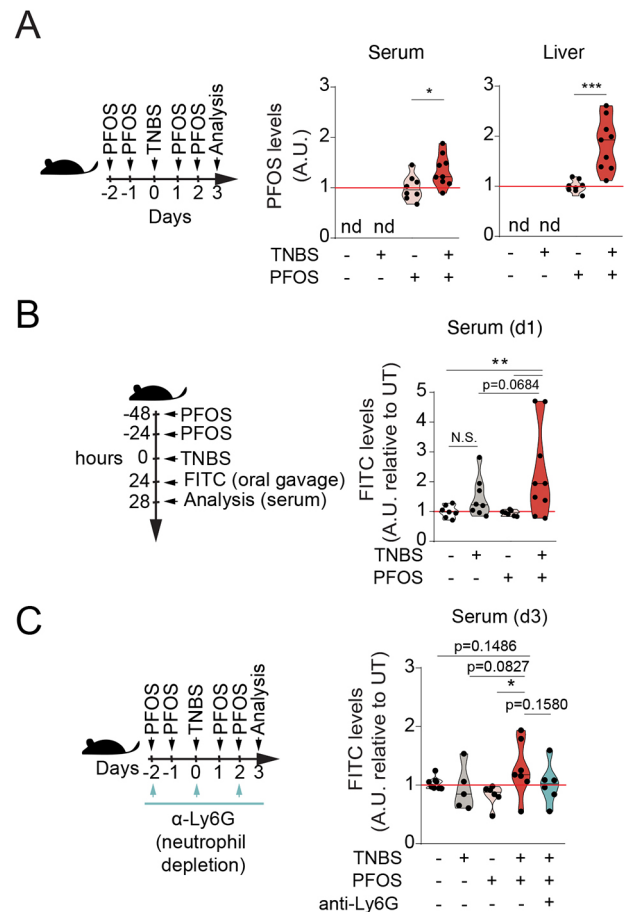 A
PFOS
PFOS
TNBS
PFOS
PFOS
Analysis
-2 -1 0 1 2 3
Days
Serum
Liver
PFOS levels
(A.U.)
3
2
1
0
*
nd nd
3
2
1
0
***
nd nd
TNBS - + - + - + - +
PFOS - - + + - - + +
B
-48 PFOS
-24 PFOS
hours 0 TNBS
24 FITC (oral gavage)
28 Analysis (serum)
Serum (d1)
FITC levels
(A.U. relative to UT)
5
4
3
2
1
0
**
p=0.0684
N.S.
TNBS - + - +
PFOS - - + +
C
PFOS
PFOS
TNBS
PFOS
PFOS
Analysis
Days -2 -1 0 1 2 3
α-Ly6G
(neutrophil
depletion)
Serum (d3)
FITC levels
(A.U. relative to UT)
3
2
1
0
p=0.1486
p=0.0827
*
p=0.1580
TNBS - + - + +
PFOS - - + + +
anti-Ly6G +